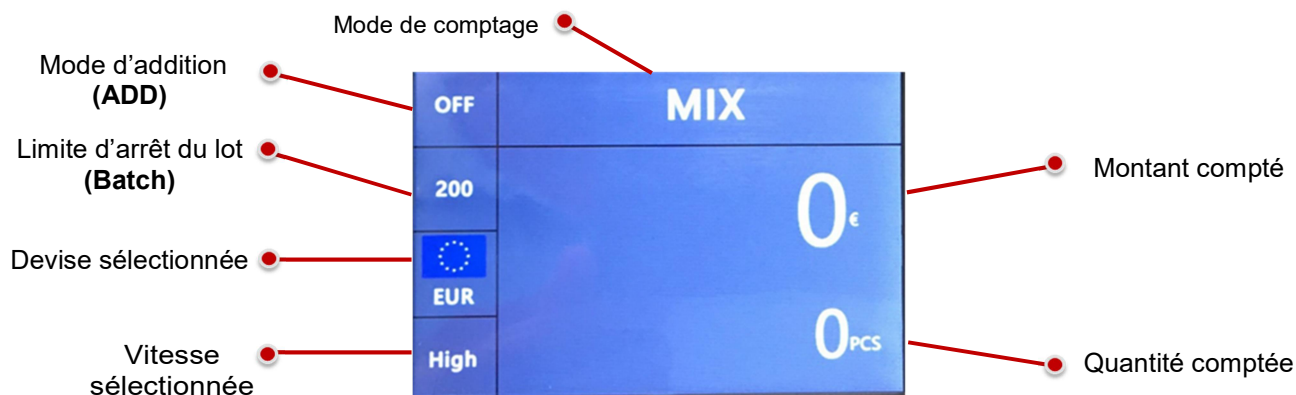 Mode de comptage
Mode d’addition
(ADD)
OFF
MIX
Limite d’arrêt du lot
(Batch)
200
0€
Montant compté
Devise sélectionnée
EUR
Vitesse
sélectionnée
High
0PCS
Quantité comptée